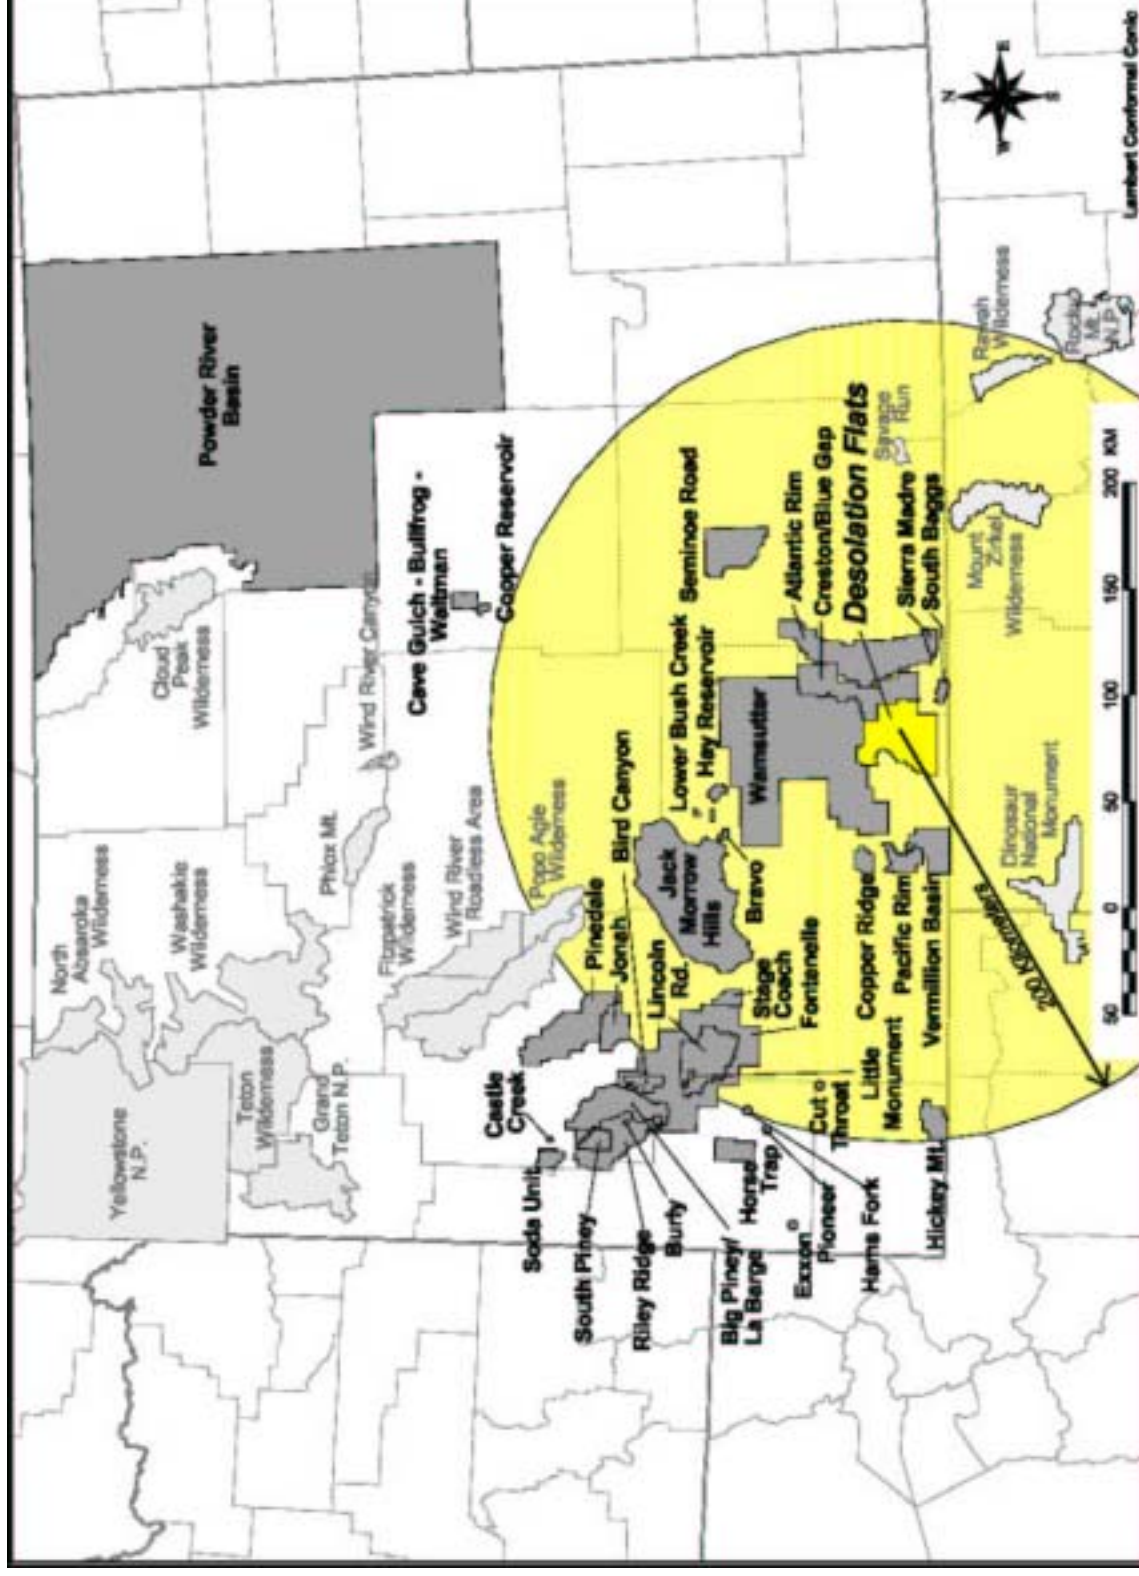 Powder River
Basin
North
Absaroka
Wilderness
Yellowstone
N.P.
Washakie
Wilderness
Cloud
Peak
Wilderness
Teton
Wilderness
Grand
Teton N.P.
Phlox Mt.
Wind River Canyon
Fitzpatrick
Wilderness
Cave Gulch - Bullfrog -
Waltman
Wind River
Roadless Area
Cooper Reservoir
Popo Agie
Wilderness
Castle
Creek
Soda Unit
Pinedale
Jonah
Bird Canyon
South Piney
Lincoln
Rd.
Riley Ridge
Burly
Jack
Morrow
Hills
Lower Bush Creek
Hay Reservoir
Seminoe Road
Big Piney/
La Barge
Horse
Trap
Stage
Coach
Bravo
Wamsutter
Fontenelle
Atlantic Rim
Creston/Blue Gap
Desolation Flats
Exxon
Pioneer
Cut
Throat
Hams Fork
Little
Monument
Copper Ridge
Pacific Rim
Vermillion Basin
Savage
Run
Sierra Madre
South Baggs
Hickey Mt.
Mount
Zirkel
Wilderness
Rawah
Wilderness
Dinosaur
National
Monument
Rocky
Mt.
N.P.
200 Kilometers
N
W
E
S
50 0 50 100 150 200 KM
Lambert Conformal Conic